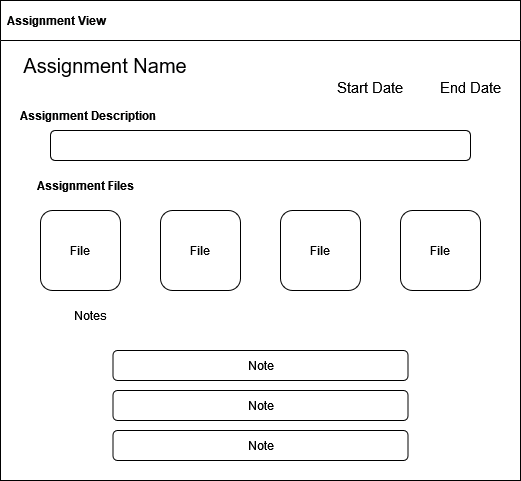 Assignment View
Assignment Name
Start Date End Date
Assignment Description
Assignment Files
File File File File
Notes
Note
Note
Note